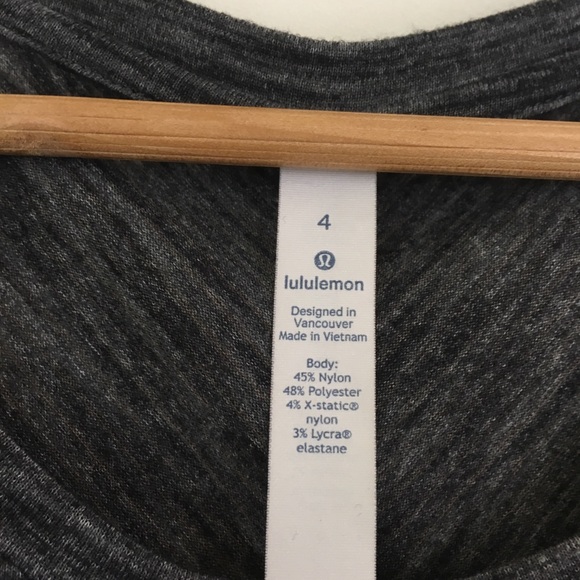 4
lululemon
Designed in
Vancouver
Made in Vietnam
Body:
45% Nylon
48% Polyester
4% X-static®
nylon
3% Lycra®
elastane